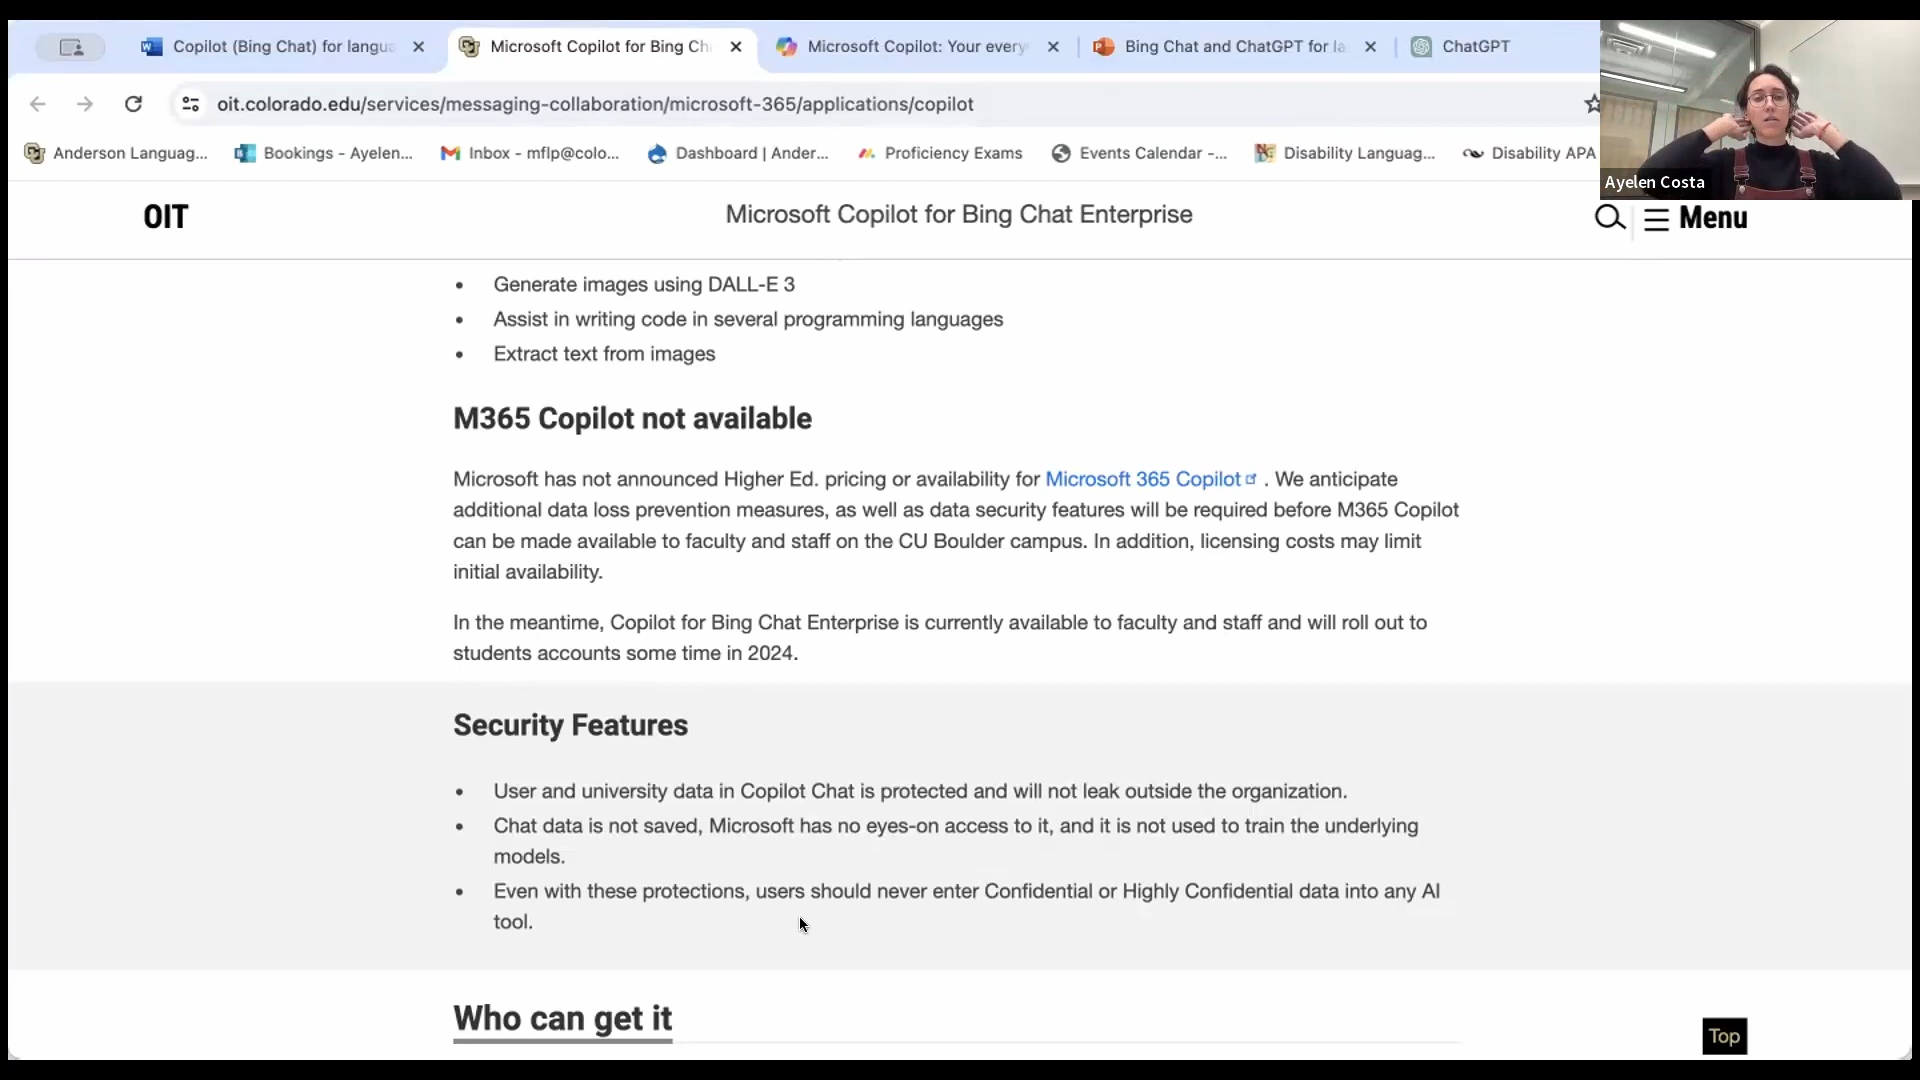 Copilot (Bing Chat) for langua
Microsoft Copilot for Bing Ch
Microsoft Copilot: Your every
Bing Chat and ChatGPT for la
ChatGPT
oit.colorado.edu/services/messaging-collaboration/microsoft-365/applications/copilot
Anderson Languag...
Bookings - Ayelen...
Inbox - mflp@colo...
Dashboard | Ander...
Proficiency Exams
Events Calendar -...
Disability Languag...
Disability APA
Ayelen Costa
OIT
Microsoft Copilot for Bing Chat Enterprise
Menu
• Generate images using DALL-E 3
• Assist in writing code in several programming languages
• Extract text from images
M365 Copilot not available
Microsoft has not announced Higher Ed. pricing or availability for Microsoft 365 Copilot . We anticipate
additional data loss prevention measures, as well as data security features will be required before M365 Copilot
can be made available to faculty and staff on the CU Boulder campus. In addition, licensing costs may limit
initial availability.
In the meantime, Copilot for Bing Chat Enterprise is currently available to faculty and staff and will roll out to
students accounts some time in 2024.
Security Features
• User and university data in Copilot Chat is protected and will not leak outside the organization.
• Chat data is not saved, Microsoft has no eyes-on access to it, and it is not used to train the underlying
models.
• Even with these protections, users should never enter Confidential or Highly Confidential data into any AI
tool.
Who can get it
Top